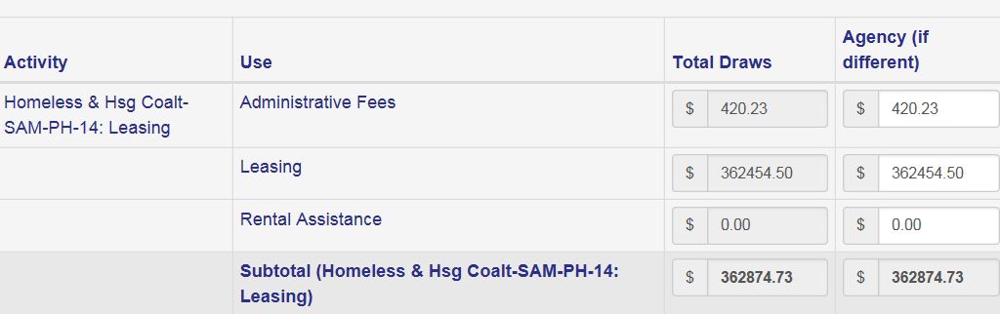 Activity Use Total Draws Agency (if different)
Homeless & Hsg Coalt-
SAM-PH-14: Leasing
Administrative Fees $ 420.23 $ 420.23
Leasing $ 362454.50 $ 362454.50
Rental Assistance $ 0.00 $ 0.00
Subtotal (Homeless & Hsg Coalt-SAM-PH-14:
Leasing) $ 362874.73 $ 362874.73